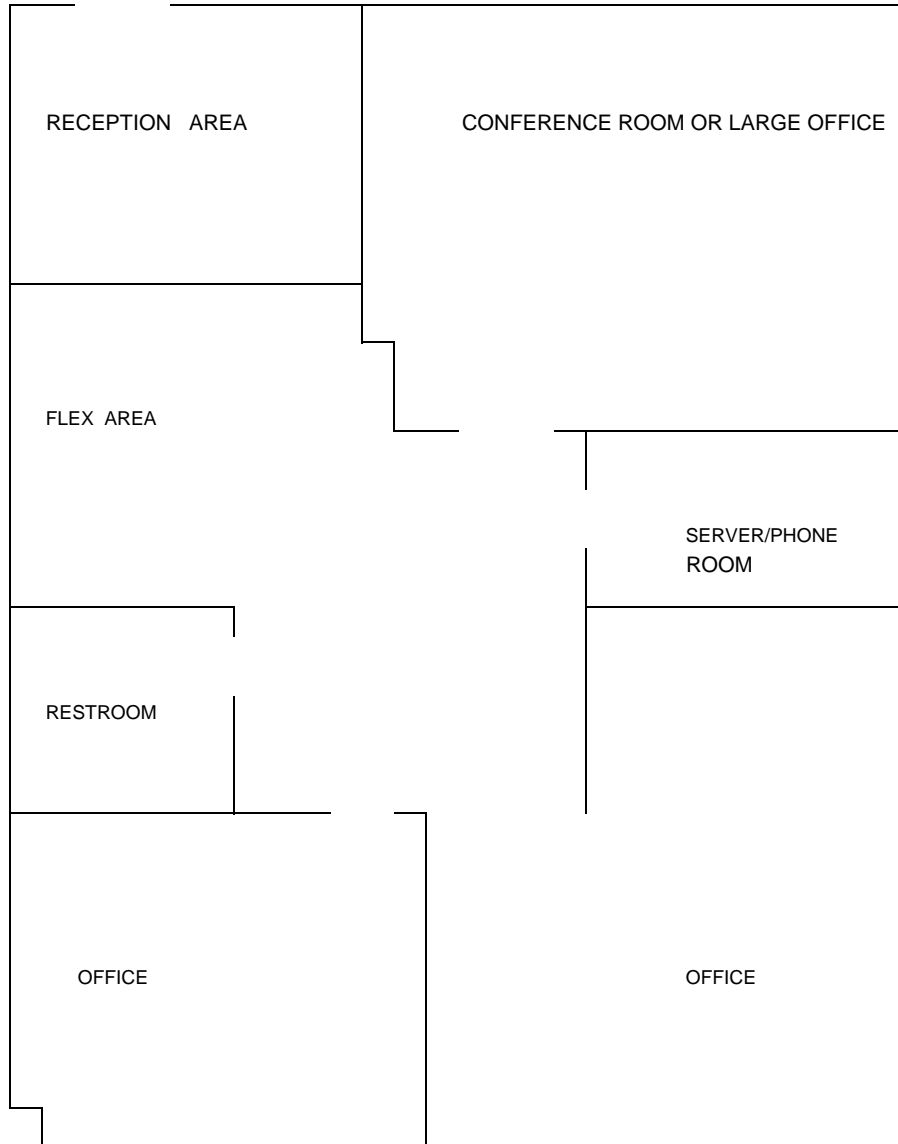 RECEPTION AREA
CONFERENCE ROOM OR LARGE OFFICE
FLEX AREA
SERVER/PHONE
ROOM
RESTROOM
OFFICE
OFFICE